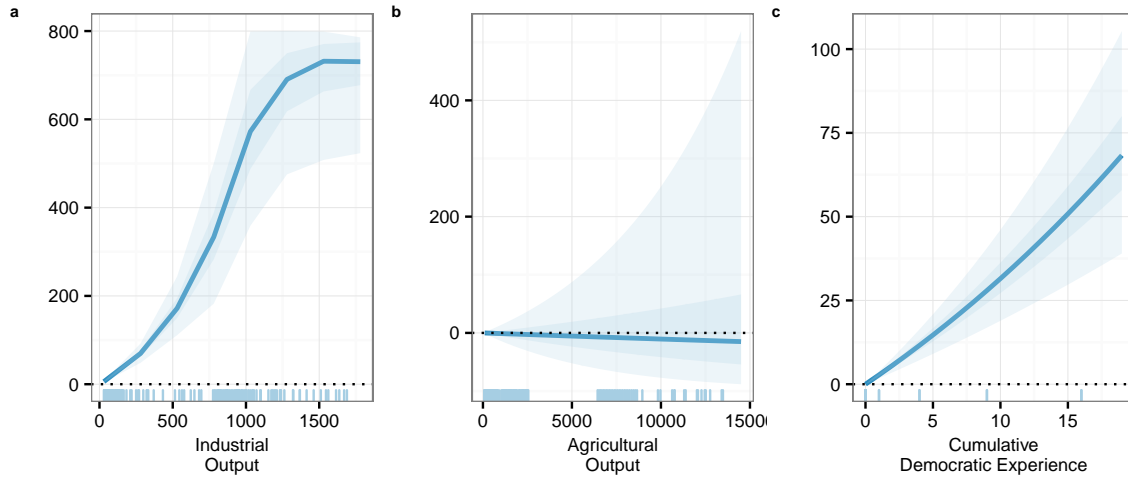 a
800
600
400
200
0
0 500 1000 1500
Industrial
Output
b
400
200
0
0 5000 10000 15000
Agricultural
Output
c
100
75
50
25
0
0 5 10 15
Cumulative
Democratic Experience